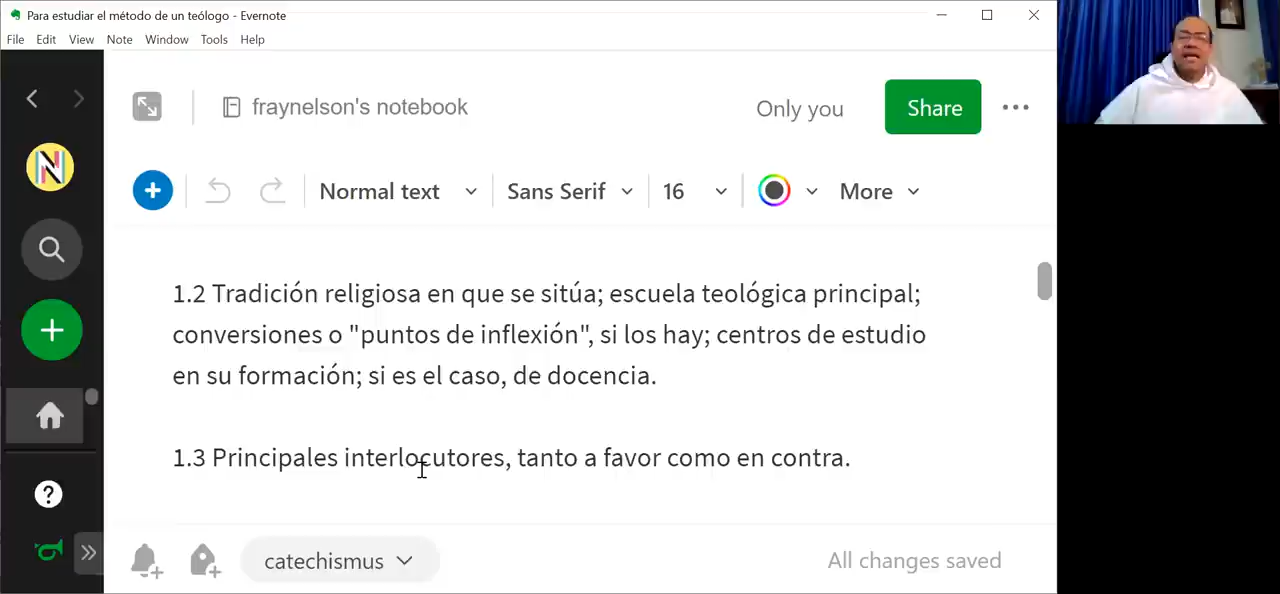 Para estudiar el método de un teólogo - Evernote
File Edit View Note Window Tools Help
fraynelson's notebook
Only you
Share
Normal text
Sans Serif
16
More
1.2 Tradición religiosa en que se sitúa; escuela teológica principal;
conversiones o "puntos de inflexión", si los hay; centros de estudio
en su formación; si es el caso, de docencia.
1.3 Principales interlocutores, tanto a favor como en contra.
catechismus
All changes saved